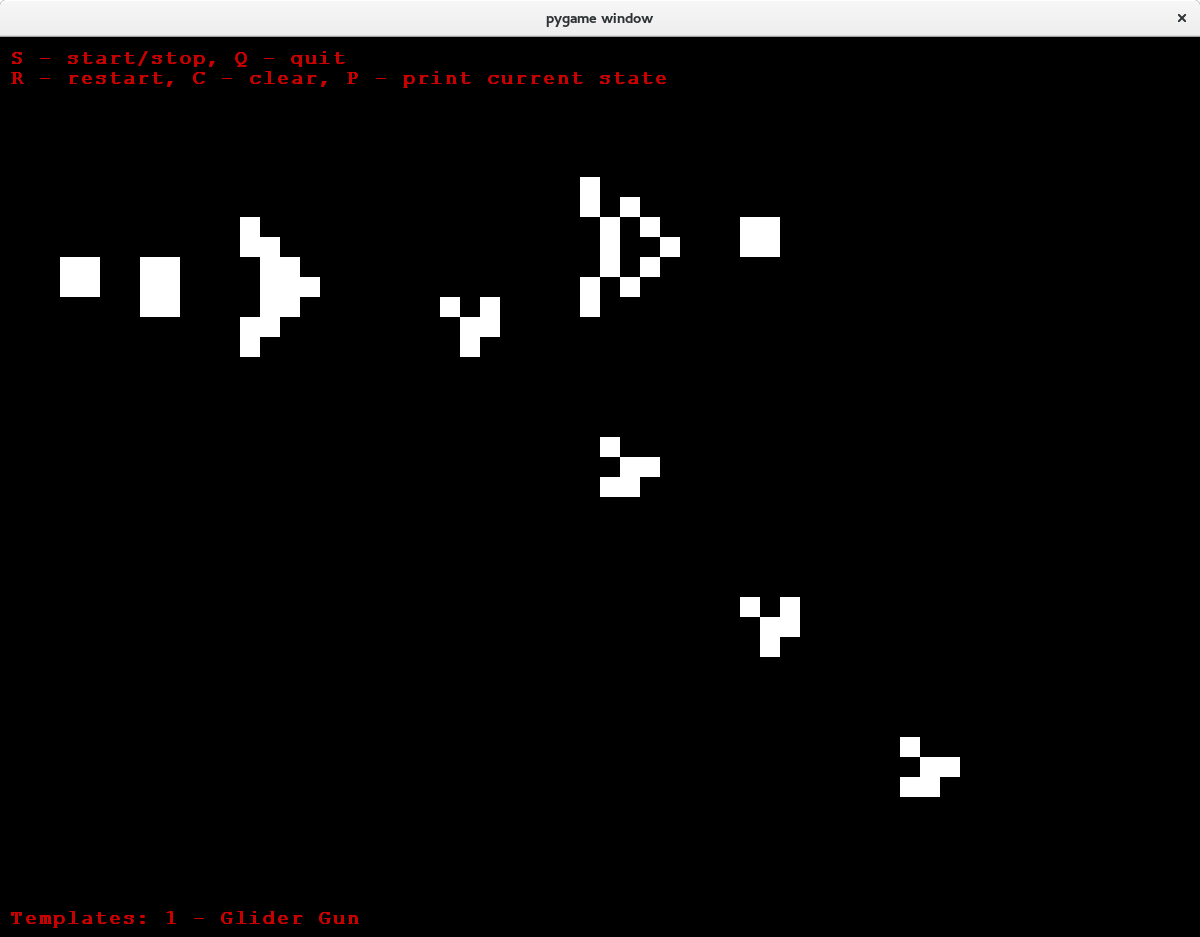 pygame window
S - start/stop, Q - quit
R - restart, C - clear, P - print current state
Templates: 1 - Glider Gun